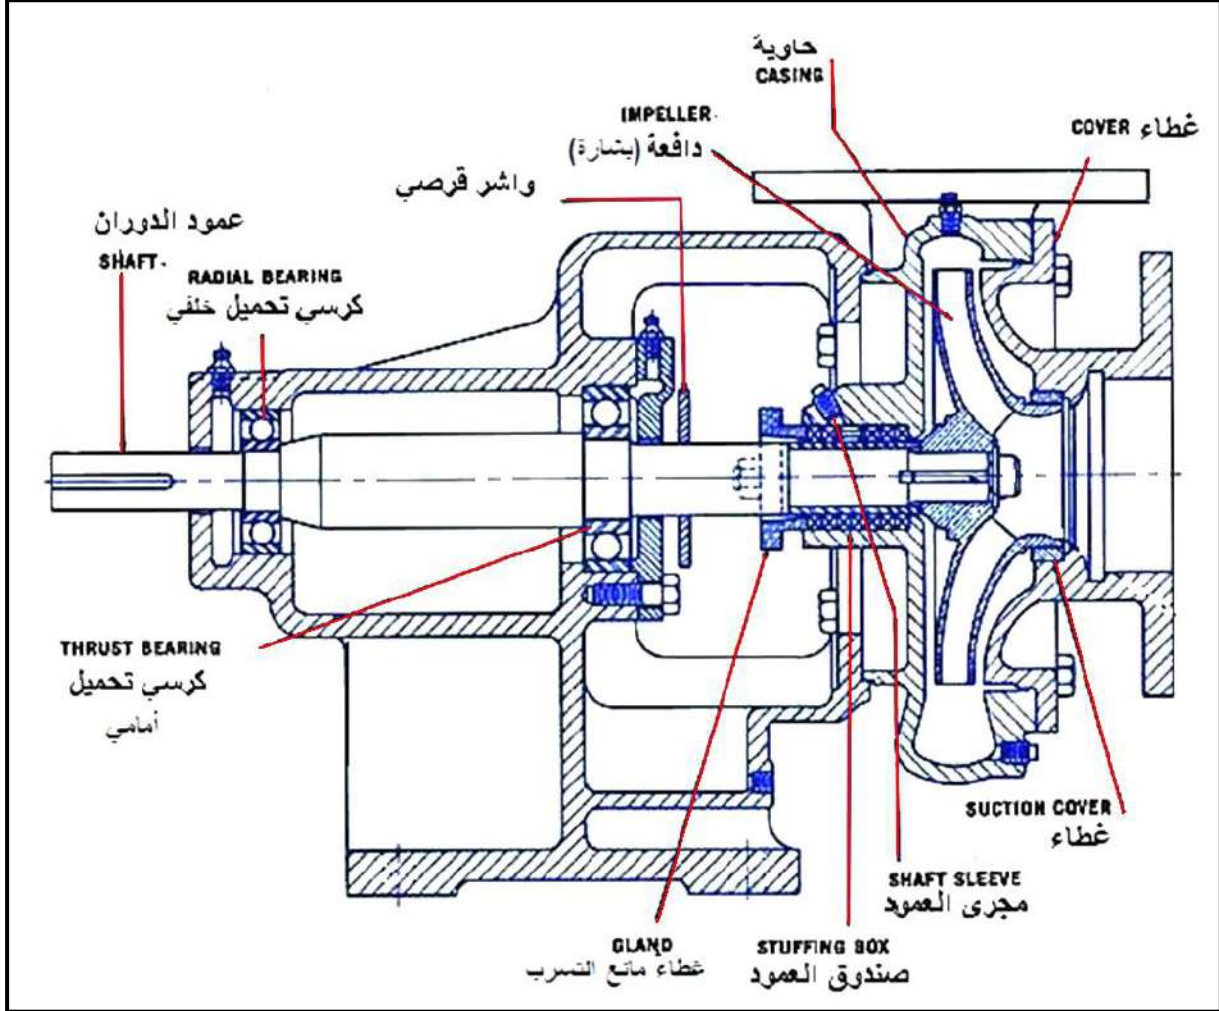 حاوية
CASING
IMPELLER.
دافعة (بشارة)
COVER غطاء
واشر قرصي
عمود الدوران
SHAFT.
RADIAL BEARING
كرسي تحميل خلفي
THRUST BEARING
كرسي تحميل
أمامي
SUCTION COVER
غطاء
SHAFT SLEEVE
مجرى العمود
GLAND
غطاء مانع التسرب
STUFFING BOX
صندوق العمود